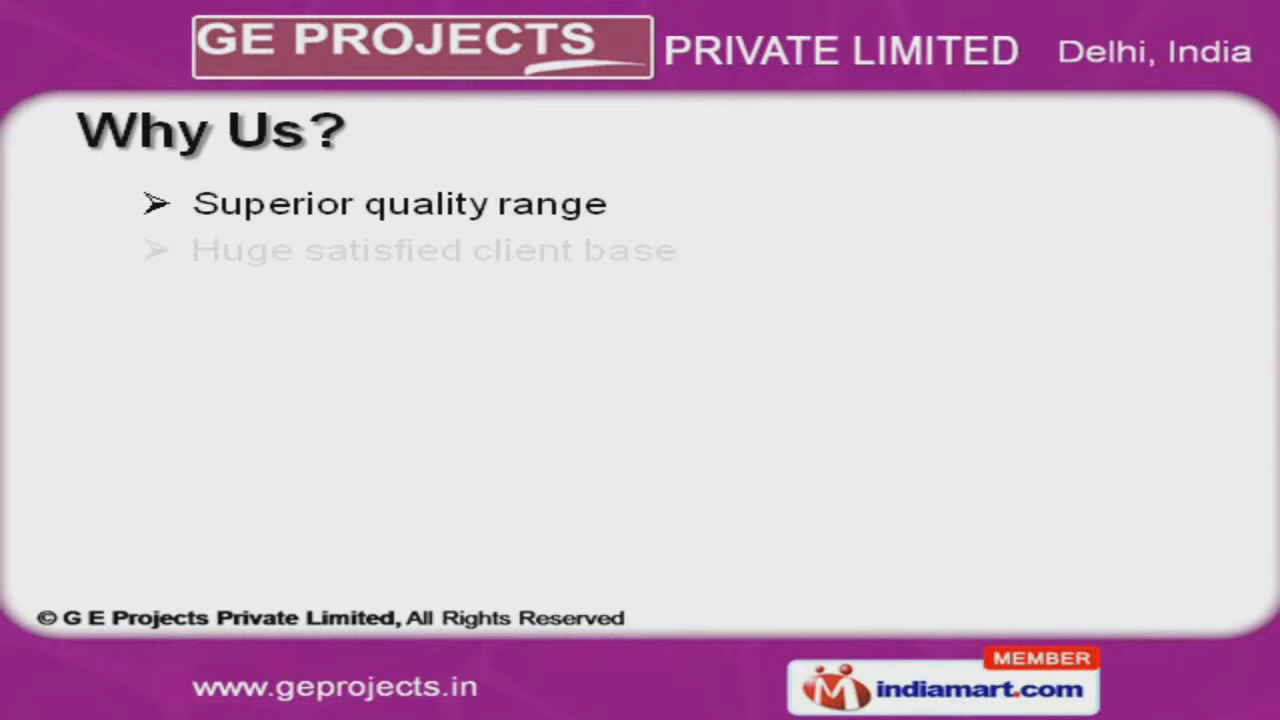 GE PROJECTS PRIVATE LIMITED Delhi, India
Why Us?
➢ Superior quality range
➢ Huge satisfied client base
© G E Projects Private Limited, All Rights Reserved
www.geprojects.in
MEMBER
indiamart.com